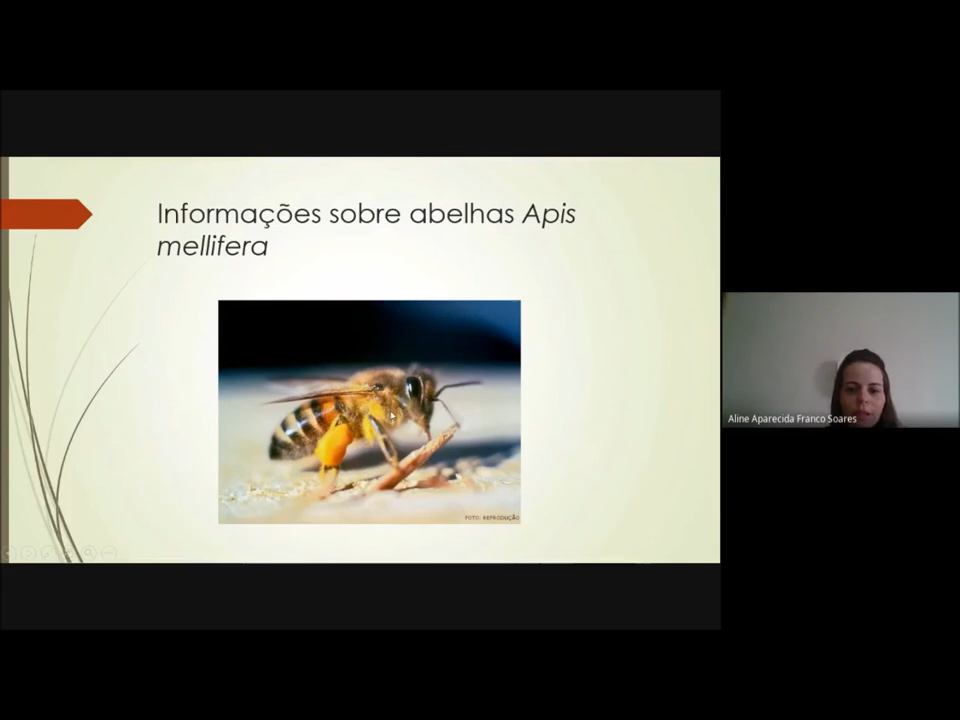 Informações sobre abelhas Apis
mellifera
FOTO: REPRODUÇÃO
Aline Aparecida Franco Soares